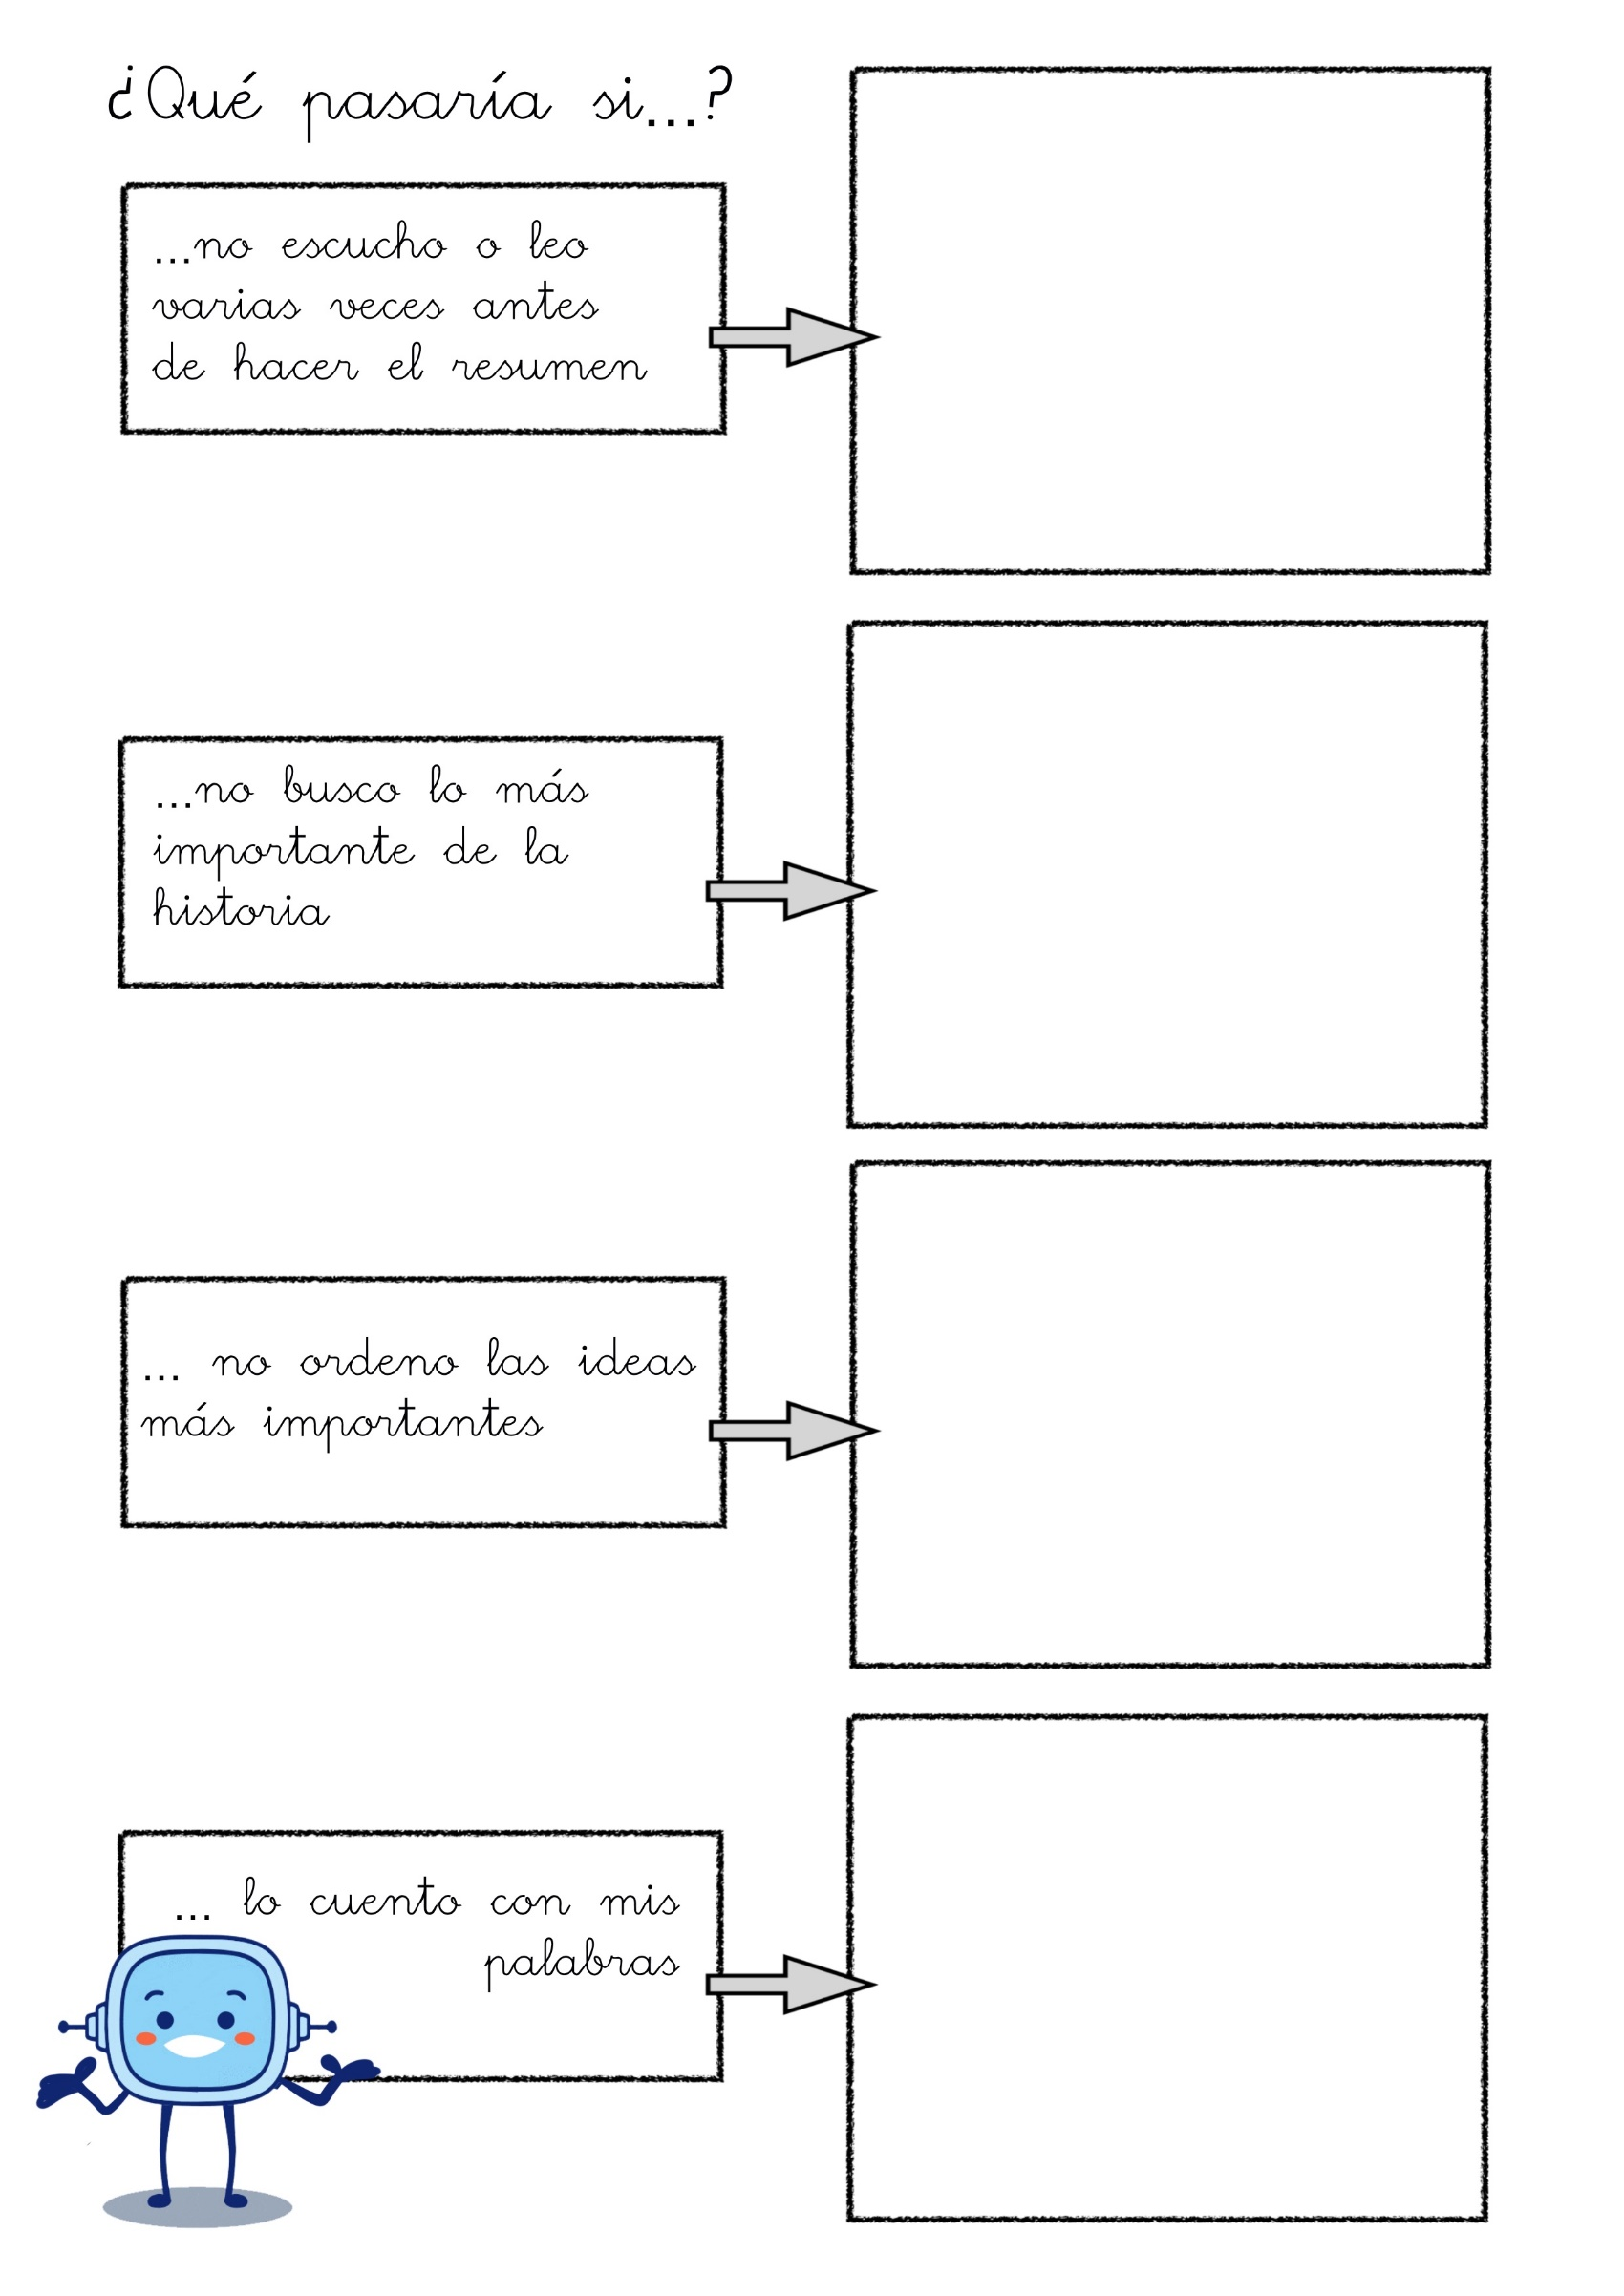 ¿Qué pasaría si...?
...no escucho o leo
varias veces antes
de hacer el resumen
...no busco lo más
importante de la
historia
... no ordeno las ideas
más importantes
... lo cuento con mis
palabras